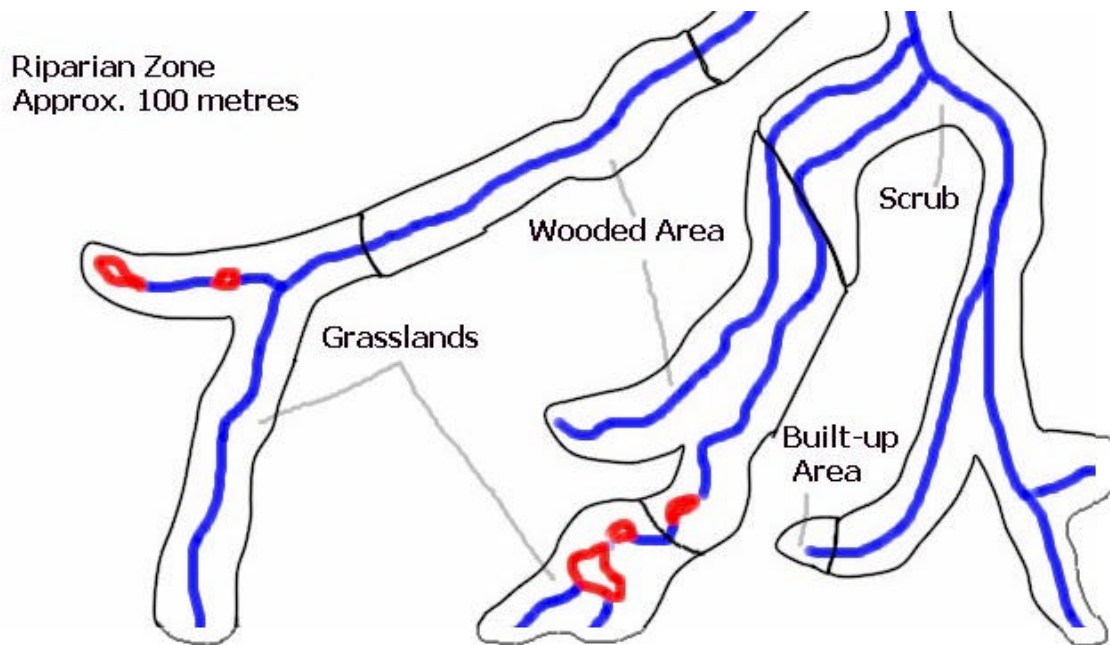 Riparian Zone
Approx. 100 metres
Scrub
Wooded Area
Grasslands
Built-up
Area